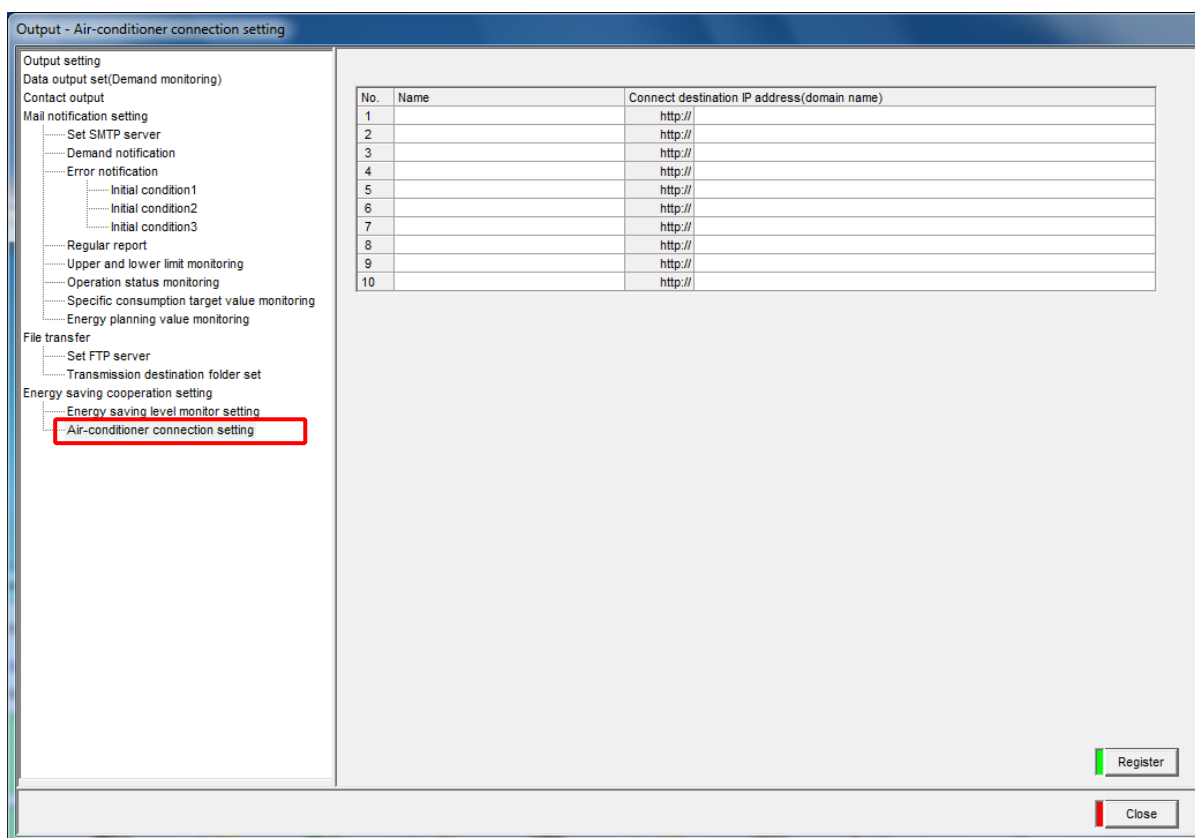 Output - Air-conditioner connection setting
Output setting
Data output set(Demand monitoring)
Contact output
Mail notification setting
Set SMTP server
Demand notification
Error notification
Initial condition1
Initial condition2
Initial condition3
Regular report
Upper and lower limit monitoring
Operation status monitoring
Specific consumption target value monitoring
Energy planning value monitoring
File transfer
Set FTP server
Transmission destination folder set
Energy saving cooperation setting
Energy saving level monitor setting
Air-conditioner connection setting
No. Name Connect destination IP address(domain name)
1 http://
2 http://
3 http://
4 http://
5 http://
6 http://
7 http://
8 http://
9 http://
10 http://
Register
Close